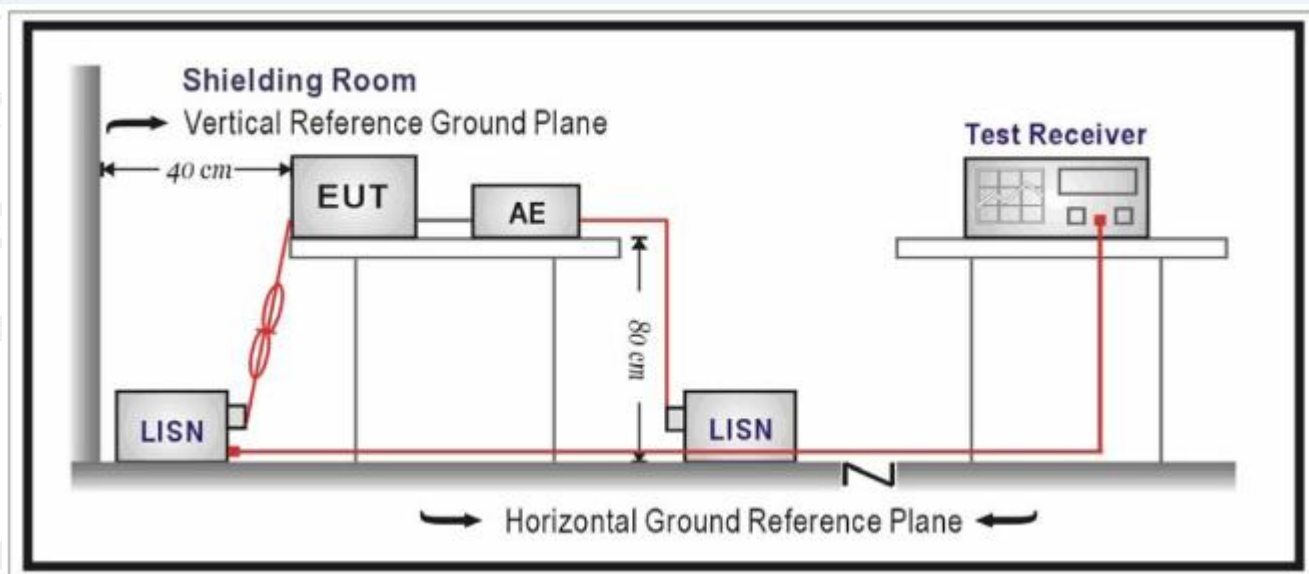 Shielding Room
Vertical Reference Ground Plane
Test Receiver
40 cm
EUT
AE
80 cm
LISN
LISN
Horizontal Ground Reference Plane